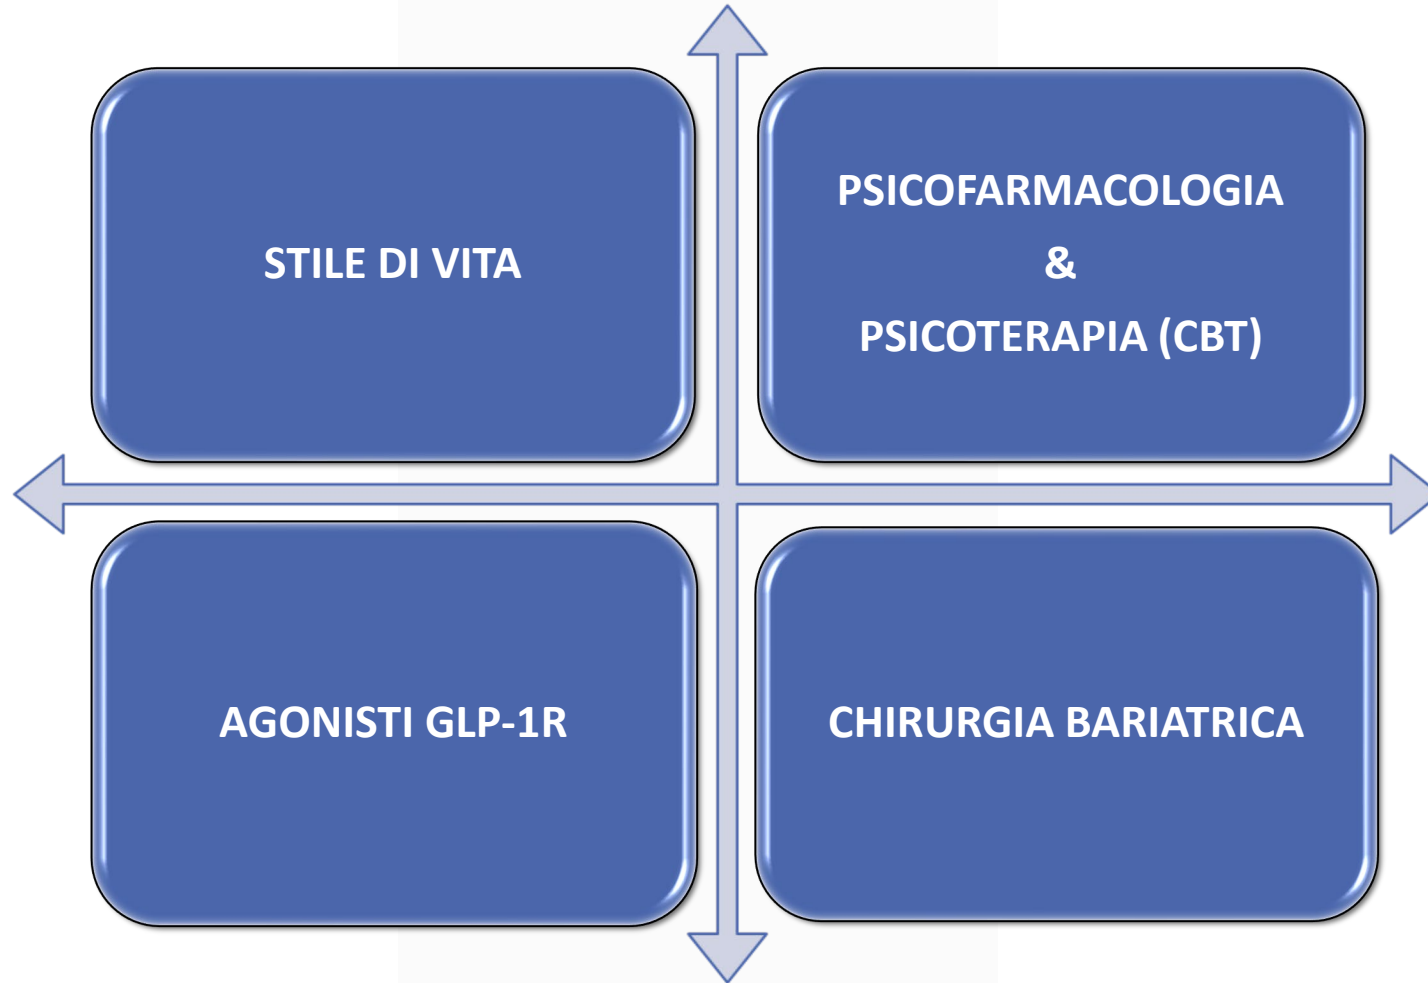 STILE DI VITA
PSICOFARMACOLOGIA
&
PSICOTERAPIA (CBT)
AGONISTI GLP-1R
CHIRURGIA BARIATRICA